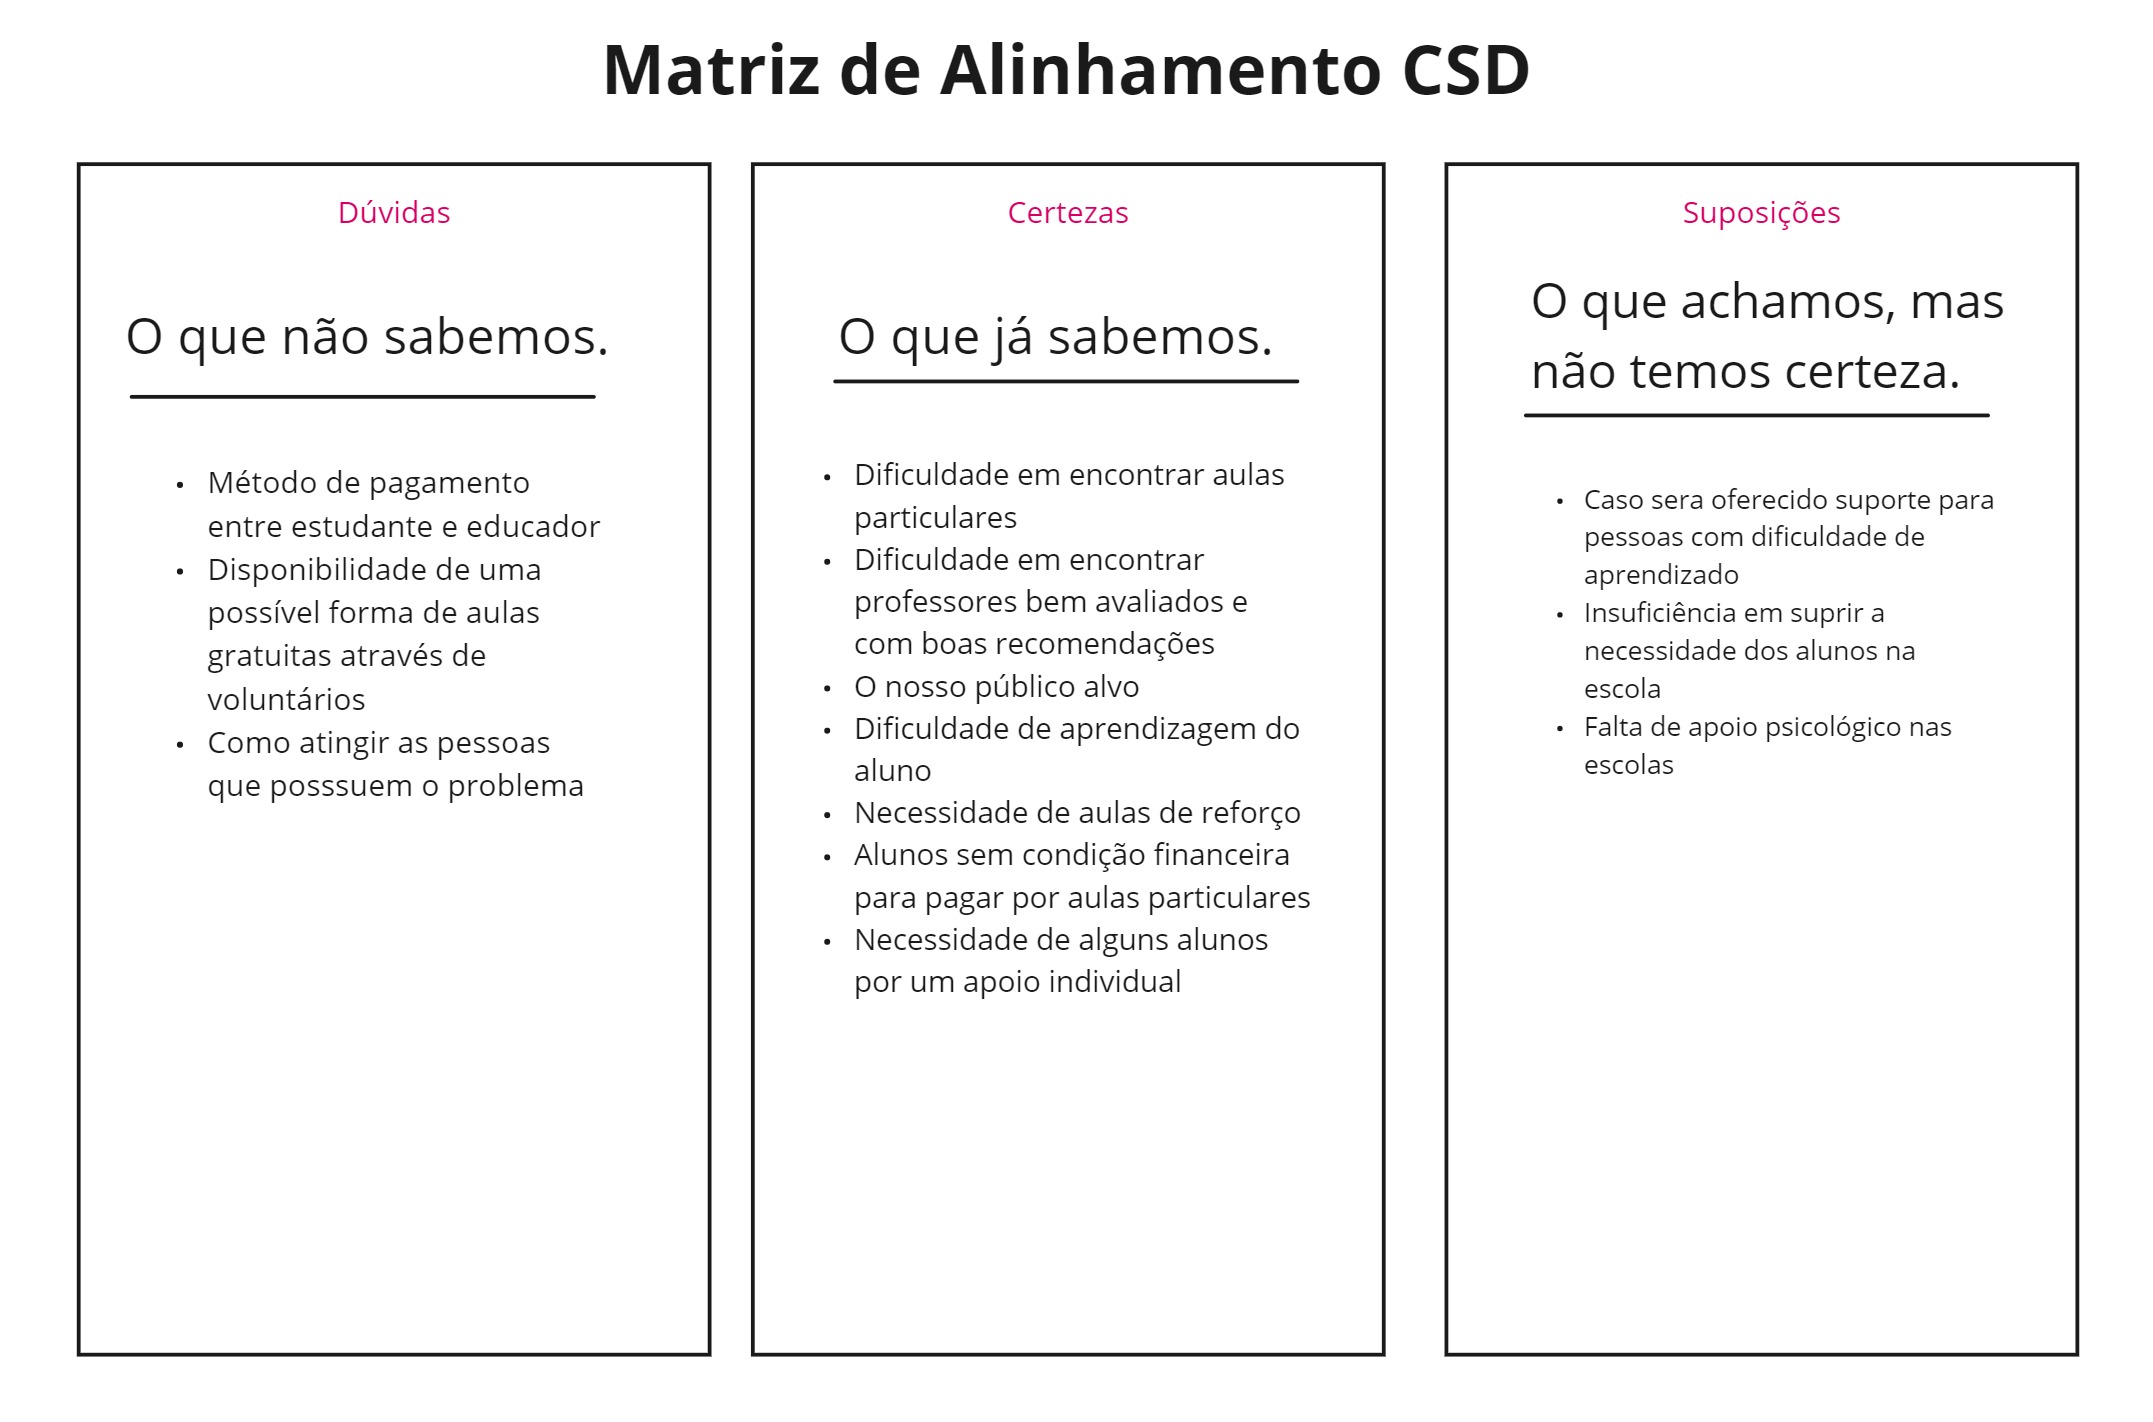 Matriz de Alinhamento CSD
Dúvidas
O que não sabemos.
• Método de pagamento
entre estudante e educador
• Disponibilidade de uma
possível forma de aulas
gratuitas através de
voluntários
• Como atingir as pessoas
que posssuem o problema
Certezas
O que já sabemos.
• Dificuldade em encontrar aulas
particulares
• Dificuldade em encontrar
professores bem avaliados e
com boas recomendações
• O nosso público alvo
• Dificuldade de aprendizagem do
aluno
• Necessidade de aulas de reforço
• Alunos sem condição financeira
para pagar por aulas particulares
• Necessidade de alguns alunos
por um apoio individual
Suposições
O que achamos, mas
não temos certeza.
• Caso sera oferecido suporte para
pessoas com dificuldade de
aprendizado
• Insuficiência em suprir a
necessidade dos alunos na
escola
• Falta de apoio psicológico nas
escolas